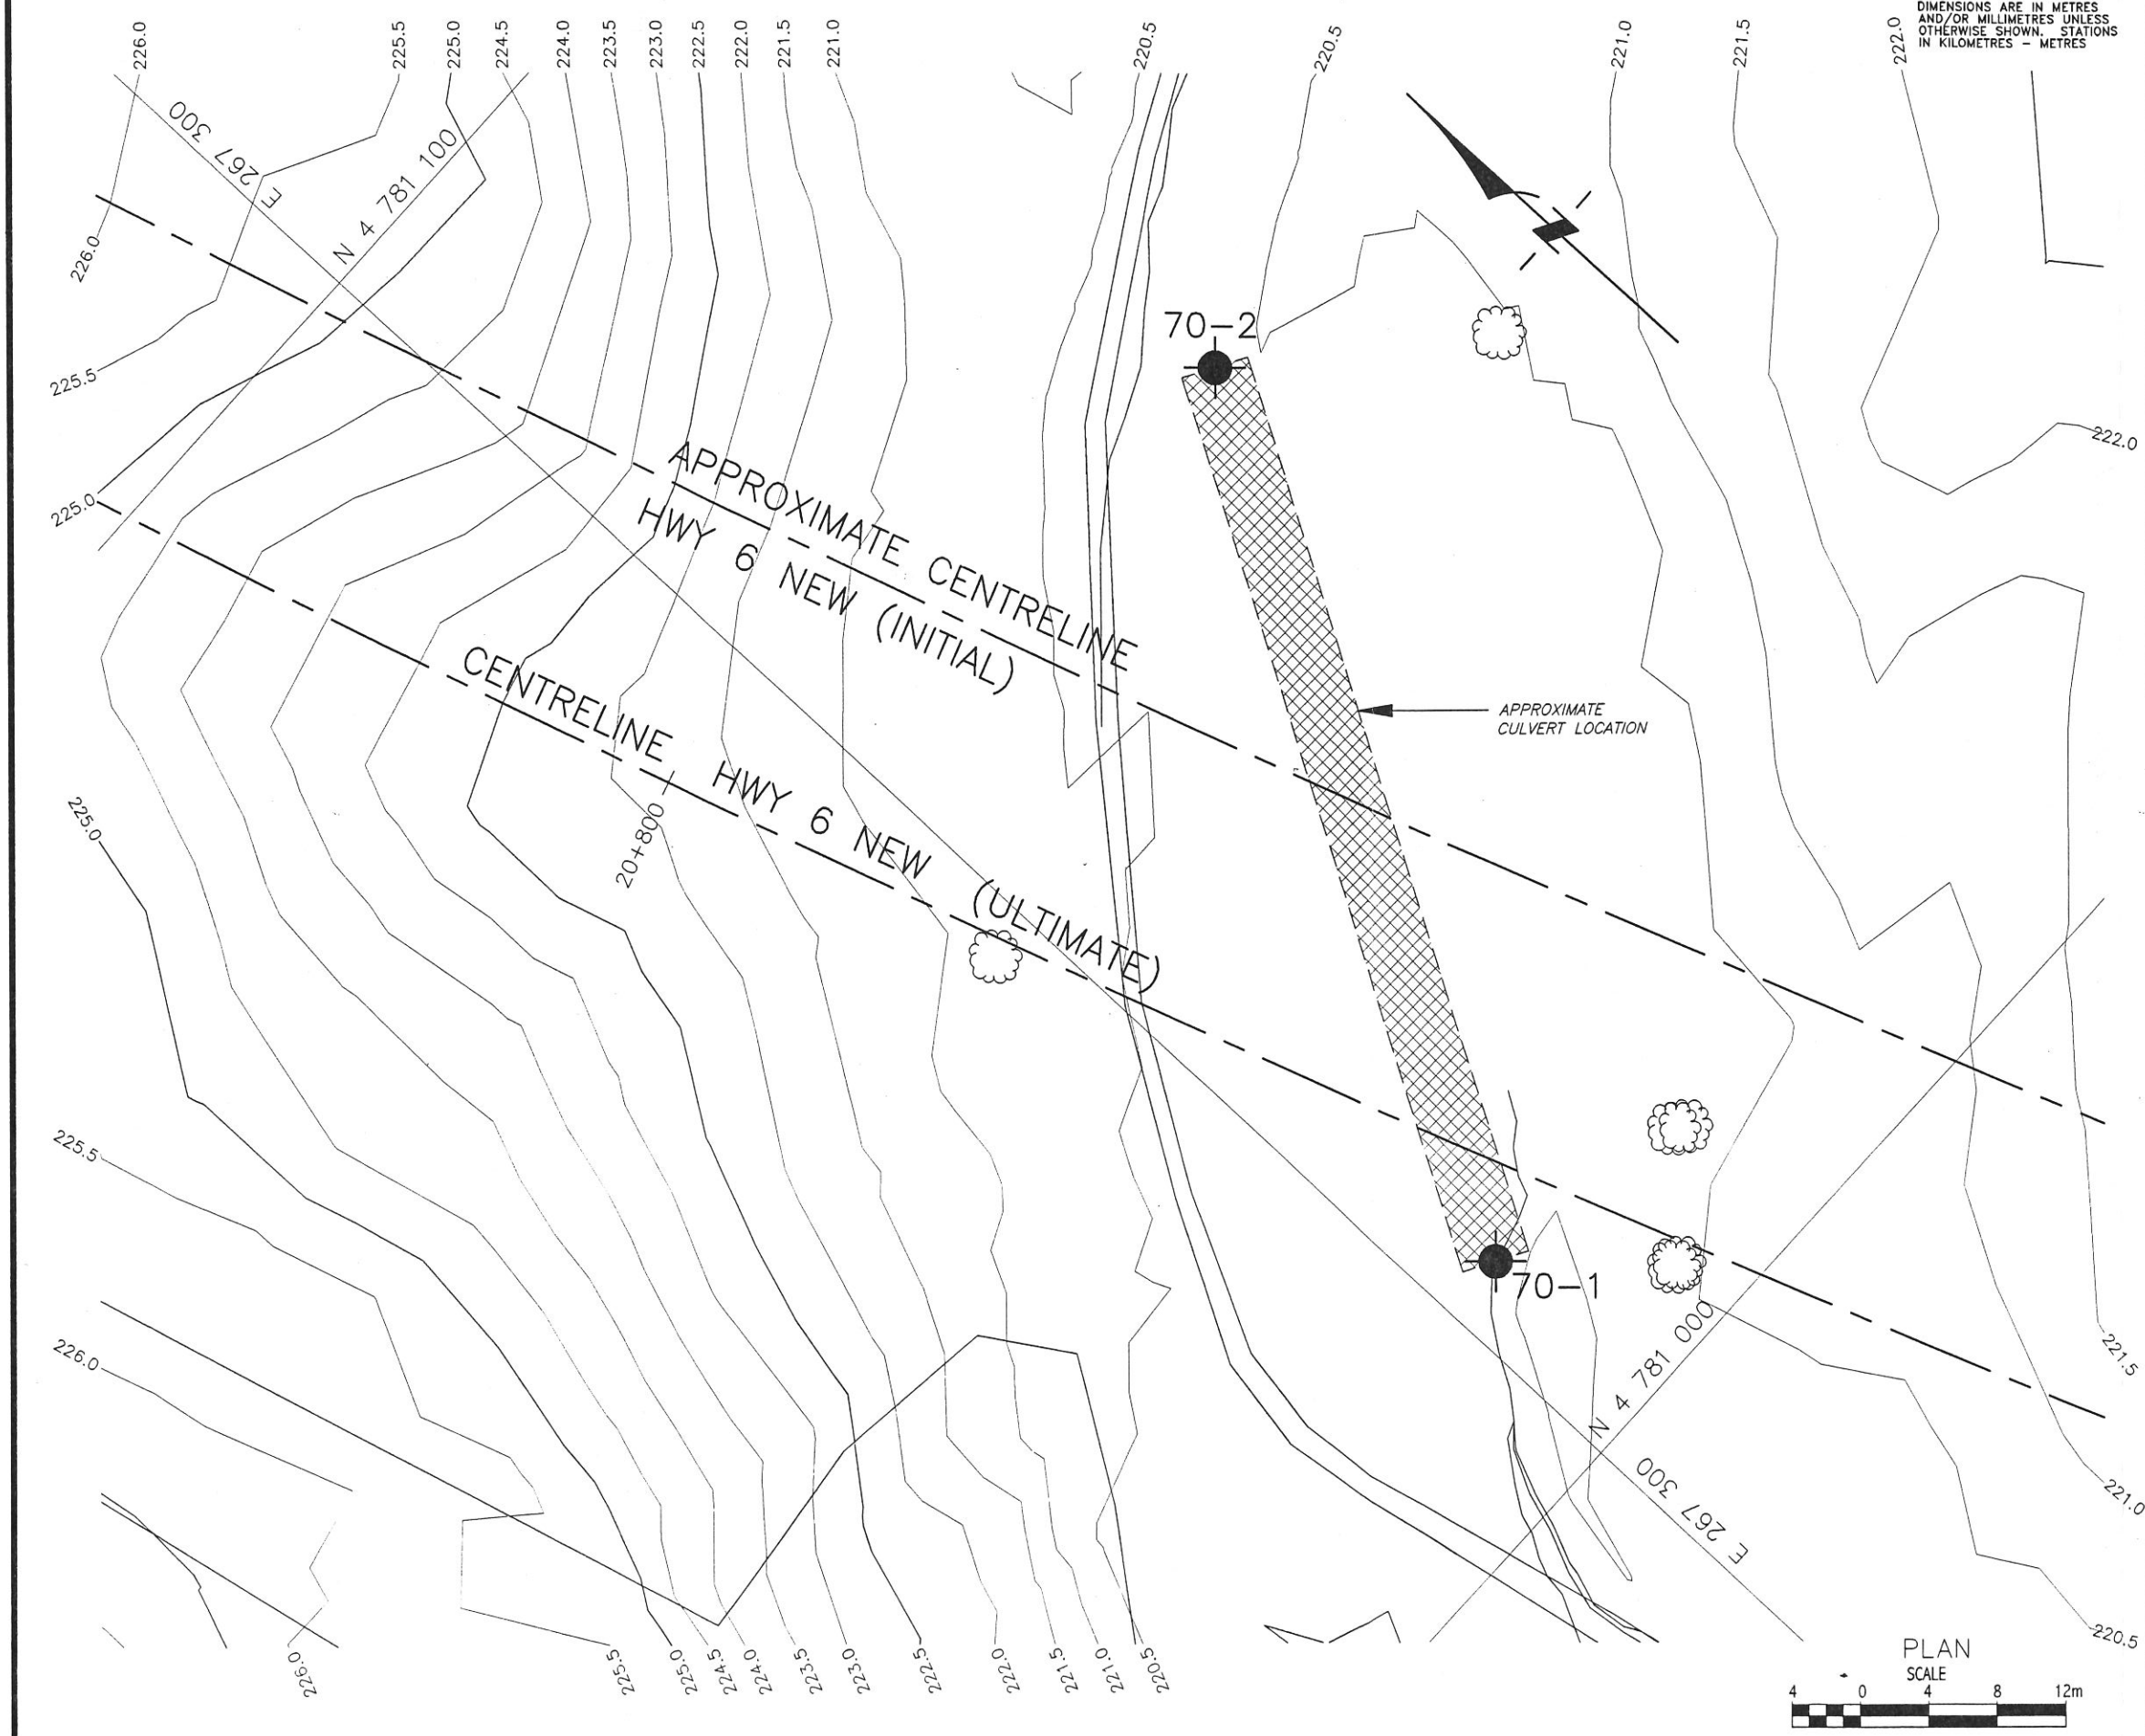 DIMENSIONS ARE IN METRES
AND/OR MILLIMETRES UNLESS
OTHERWISE SHOWN. STATIONS
IN KILOMETRES - METRES
226.0
225.5
225.0
224.5
224.0
223.5
223.0
222.5
222.0
221.5
221.0
220.5
220.5
221.0
221.5
222.0
E 267 300
N 4 781 100
226.0
225.5
225.0
70-2
222.0
APPROXIMATE CENTRELINE
HWY 6 NEW (INITIAL)
CENTRELINE HWY 6 NEW (ULTIMATE)
20+800
APPROXIMATE
CULVERT LOCATION
225.0
225.5
226.0
70-1
N 4 781 000
E 267 300
221.5
221.0
220.5
226.0
225.5
225.0
224.5
224.0
223.5
223.0
222.5
222.0
221.5
221.0
220.5
PLAN
SCALE
4 0 4 8 12m